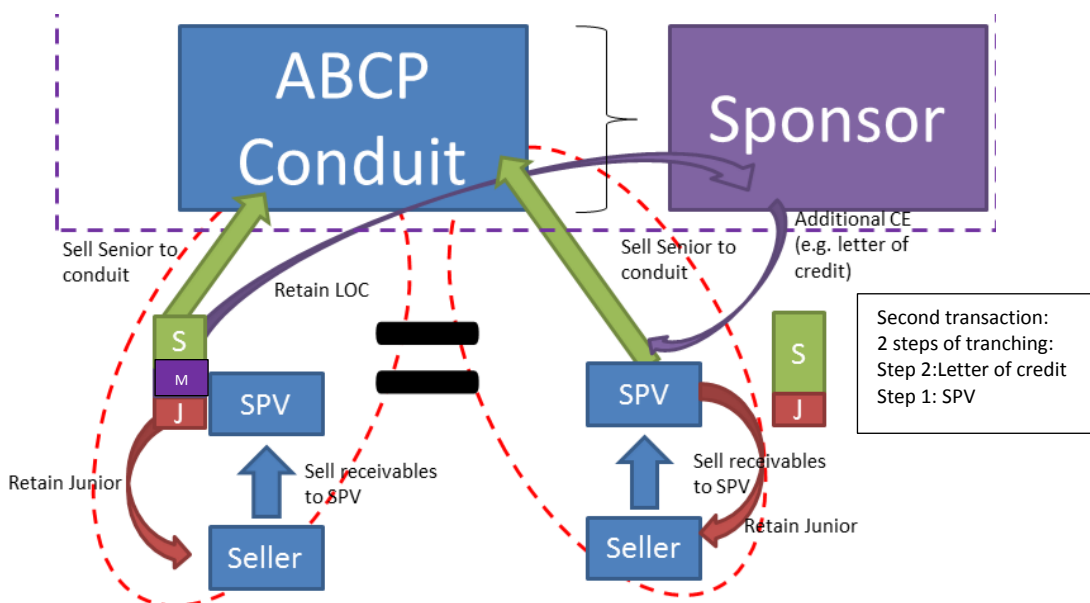 ABCP
Conduit
Sponsor
Sell Senior to
conduit
Retain LOC
Sell Senior to
conduit
Additional CE
(e.g. letter of
credit)
S
M
J
SPV
Retain Junior
Sell receivables
to SPV
Seller
SPV
S
J
Second transaction:
2 steps of tranching:
Step 2:Letter of credit
Step 1: SPV
Sell receivables
to SPV
Retain Junior
Seller